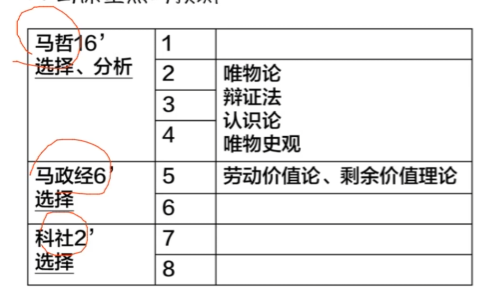 马哲16’
选择、分析
1
2
唯物论
3
辩证法
认识论
4
唯物史观
马政经6’
选择
5
劳动价值论、剩余价值理论
6
科社2’
选择
7
8